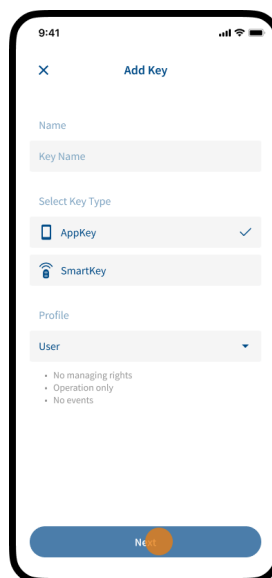 9:41
Add Key
Name
Key Name
Select Key Type
AppKey
SmartKey
Profile
User
• No managing rights
• Operation only
• No events
Next